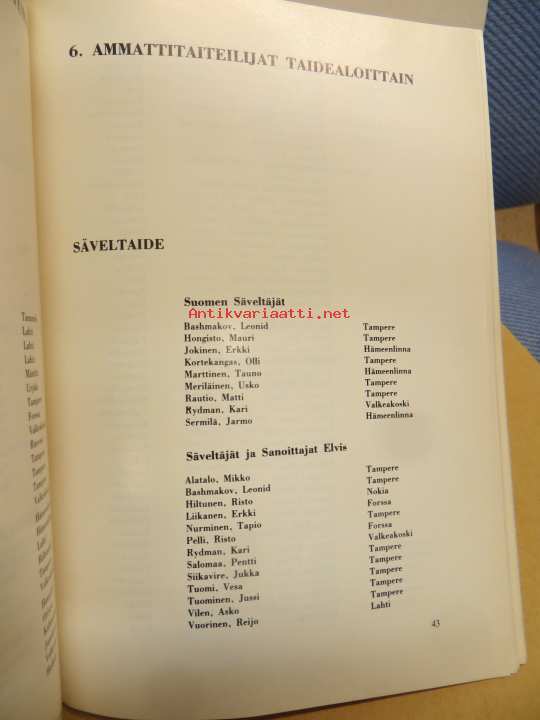 6. AMMATTITAITEILIJAT TAIDEALOITTAIN
SÄVELTAIDE
Suomen Säveltäjät
Antikvariaatti.net
Bashmakov, Leonid Tampere
Hongisto, Mauri Tampere
Jokinen, Erkki Hämeenlinna
Kortekangas, Olli Tampere
Marttinen, Tauno Hämeenlinna
Meriläinen, Usko Tampere
Rautio, Matti Tampere
Rydman, Kari Valkeakoski
Sermilä, Jarmo Hämeenlinna
Säveltäjät ja Sanoittajat Elvis
Alatalo, Mikko Tampere
Bashmakov, Leonid Tampere
Hiltunen, Risto Nokia
Liikanen, Erkki Forssa
Nurminen, Tapio Tampere
Pelli, Risto Forssa
Rydman, Kari Valkeakoski
Salomaa, Pentti Tampere
Siikavire, Jukka Tampere
Tuomi, Vesa Tampere
Tuominen, Jussi Tampere
Vilen, Asko Tampere
Vuorinen, Reijo Lahti
43